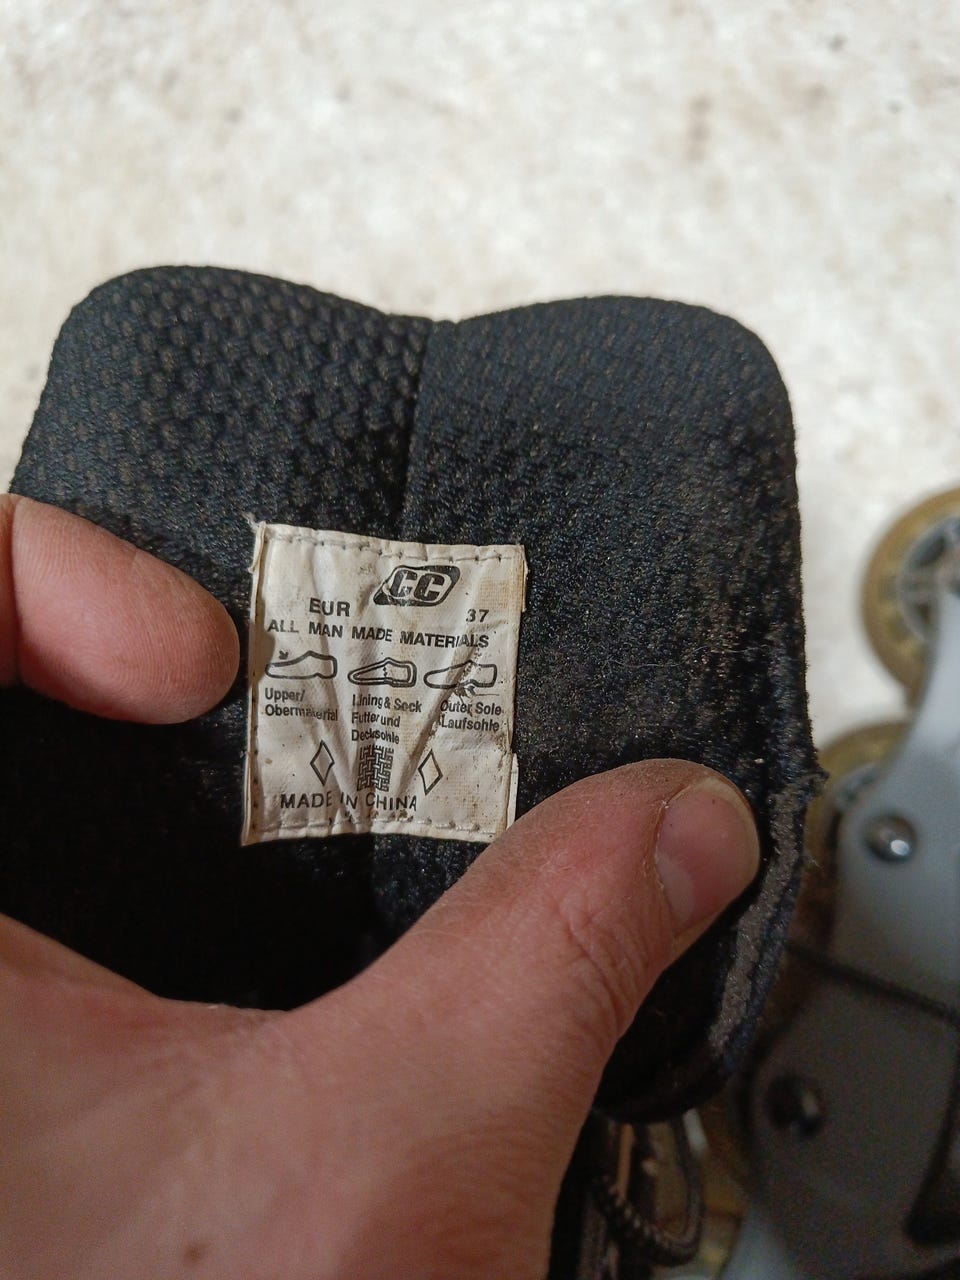 CC
EUR 37
ALL MAN MADE MATERIALS
Upper/ Lining & Sock Outer Sole
Obermaterial Futter und Laufsohle
Decksohle
MADE IN CHINA